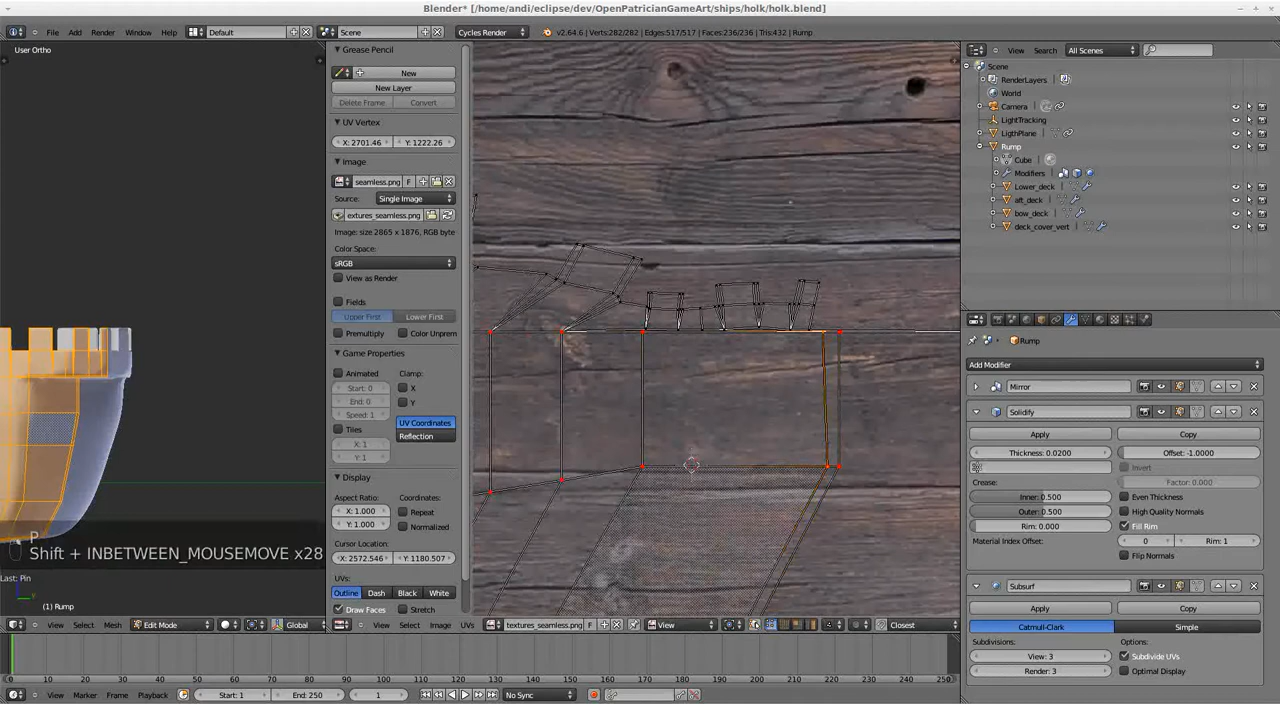 Blender* [/home/andi/eclipse/dev/OpenPatricianGameArt/ships/holk/holk.blend]
File Add Render Window Help Default Scene Cycles Render v2.64.6 | Verts:282/282 | Edges:517/517 | Faces:236/236 | Tris:432 | Rump
User Ortho
Grease Pencil
New
New Layer
Delete Frame Convert
UV Vertex
X: 2701.46 Y: 1222.26
Image
seamless.png F
Source: Single Image
extures_seamless.png
Image: size 2865 x 1876, RGB byte
Color Space:
sRGB
View as Render
Fields
Upper First Lower First
Premultiply Color Unprem
Game Properties
Animated Clamp:
Start: 0 X
End: 0 Y
Speed: 1
Tiles UV Coordinates
X: 1 Reflection
Y: 1
Display
Aspect Ratio: Coordinates:
X: 1.000 Repeat
Y: 1.000 Normalized
Cursor Location:
X: 2572.546 Y: 1180.507
UVs:
Outline Dash Black White
Draw Faces Stretch
P
Shift + INBETWEEN_MOUSEMOVE x28
Last: Pin
(1) Rump
View Select Mesh Edit Mode Global
View Select Image UVs textures_seamless.png F View Closest
0 10 20 30 40 50 60 70 80 90 100 110 120 130 140 150 160 170 180 190 200 210 220 230 240 250
View Marker Frame Playback Start: 1 End: 250 1 No Sync
View Search All Scenes
Scene
RenderLayers
World
Camera
LightTracking
LigthPlane
Rump
Cube
Modifiers
Lower_deck
aft_deck
bow_deck
deck_cover_vert
Rump
Add Modifier
Mirror
Solidify
Apply Copy
Thickness: 0.0200 Offset: -1.0000
Invert
Crease: Factor: 0.000
Inner: 0.500 Even Thickness
Outer: 0.500 High Quality Normals
Rim: 0.000 Fill Rim
Material Index Offset: 0 Rim: 1
Flip Normals
Subsurf
Apply Copy
Catmull-Clark Simple
Subdivisions: Options:
View: 3 Subdivide UVs
Render: 3 Optimal Display